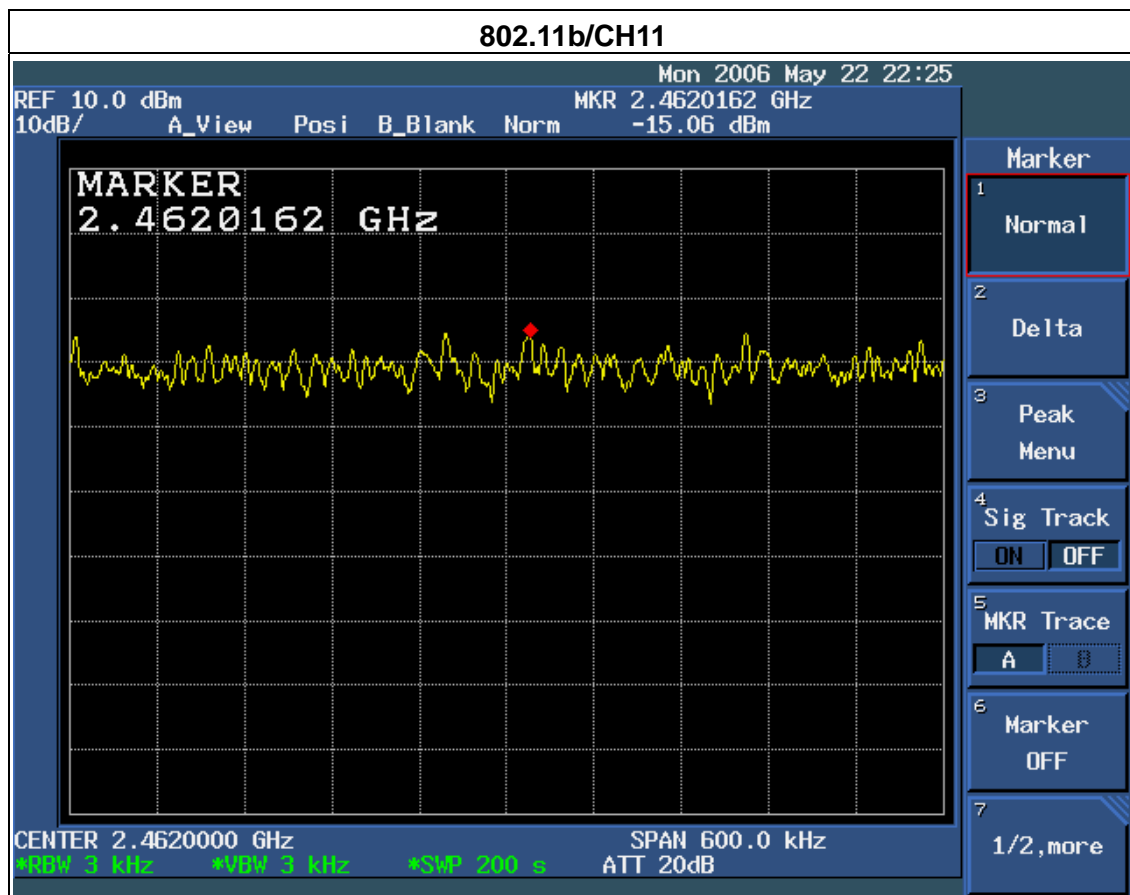 802.11b/CH11
Mon 2006 May 22 22:25
REF 10.0 dBm MKR 2.4620162 GHz
10dB/ A_View Posi B_Blank Norm -15.06 dBm
MARKER
2.4620162 GHz
Marker
1
Normal
2
Delta
3
Peak
Menu
4
Sig Track
ON OFF
5
MKR Trace
A B
6
Marker
OFF
7
1/2,more
CENTER 2.4620000 GHz SPAN 600.0 kHz
*RBW 3 kHz *VBW 3 kHz *SWP 200 s ATT 20dB